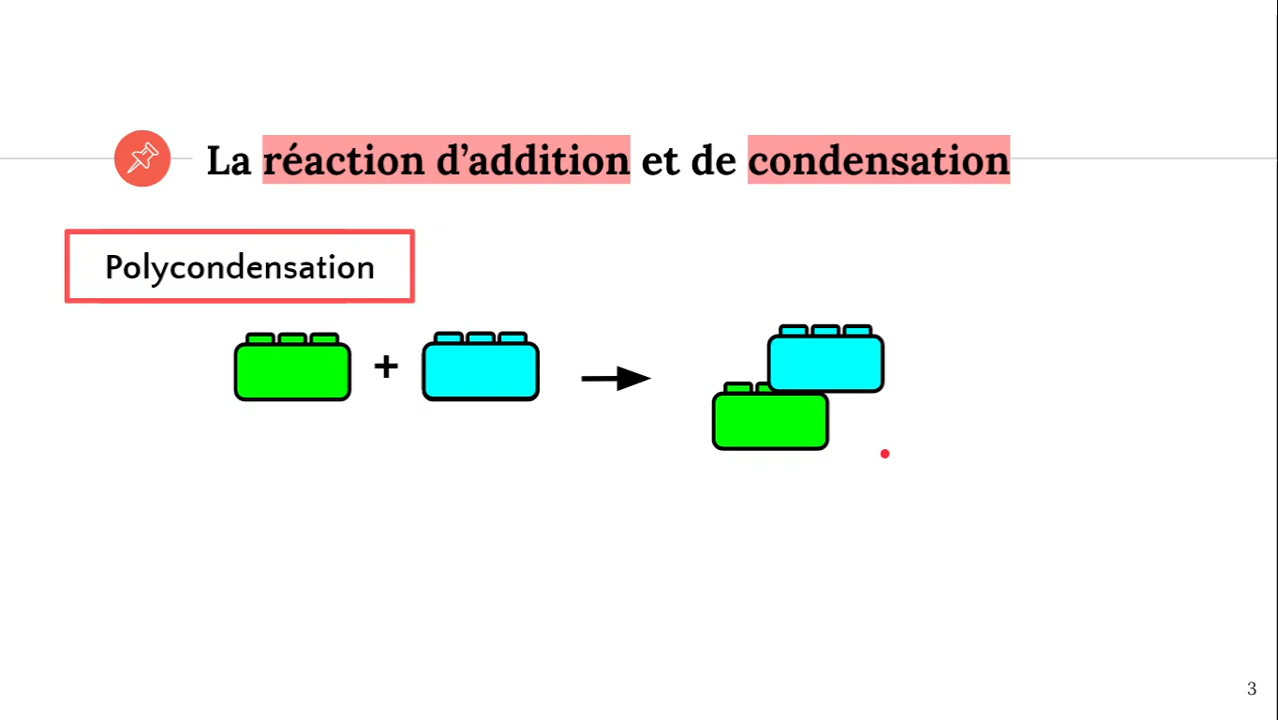 La réaction d’addition et de condensation
Polycondensation
+
3